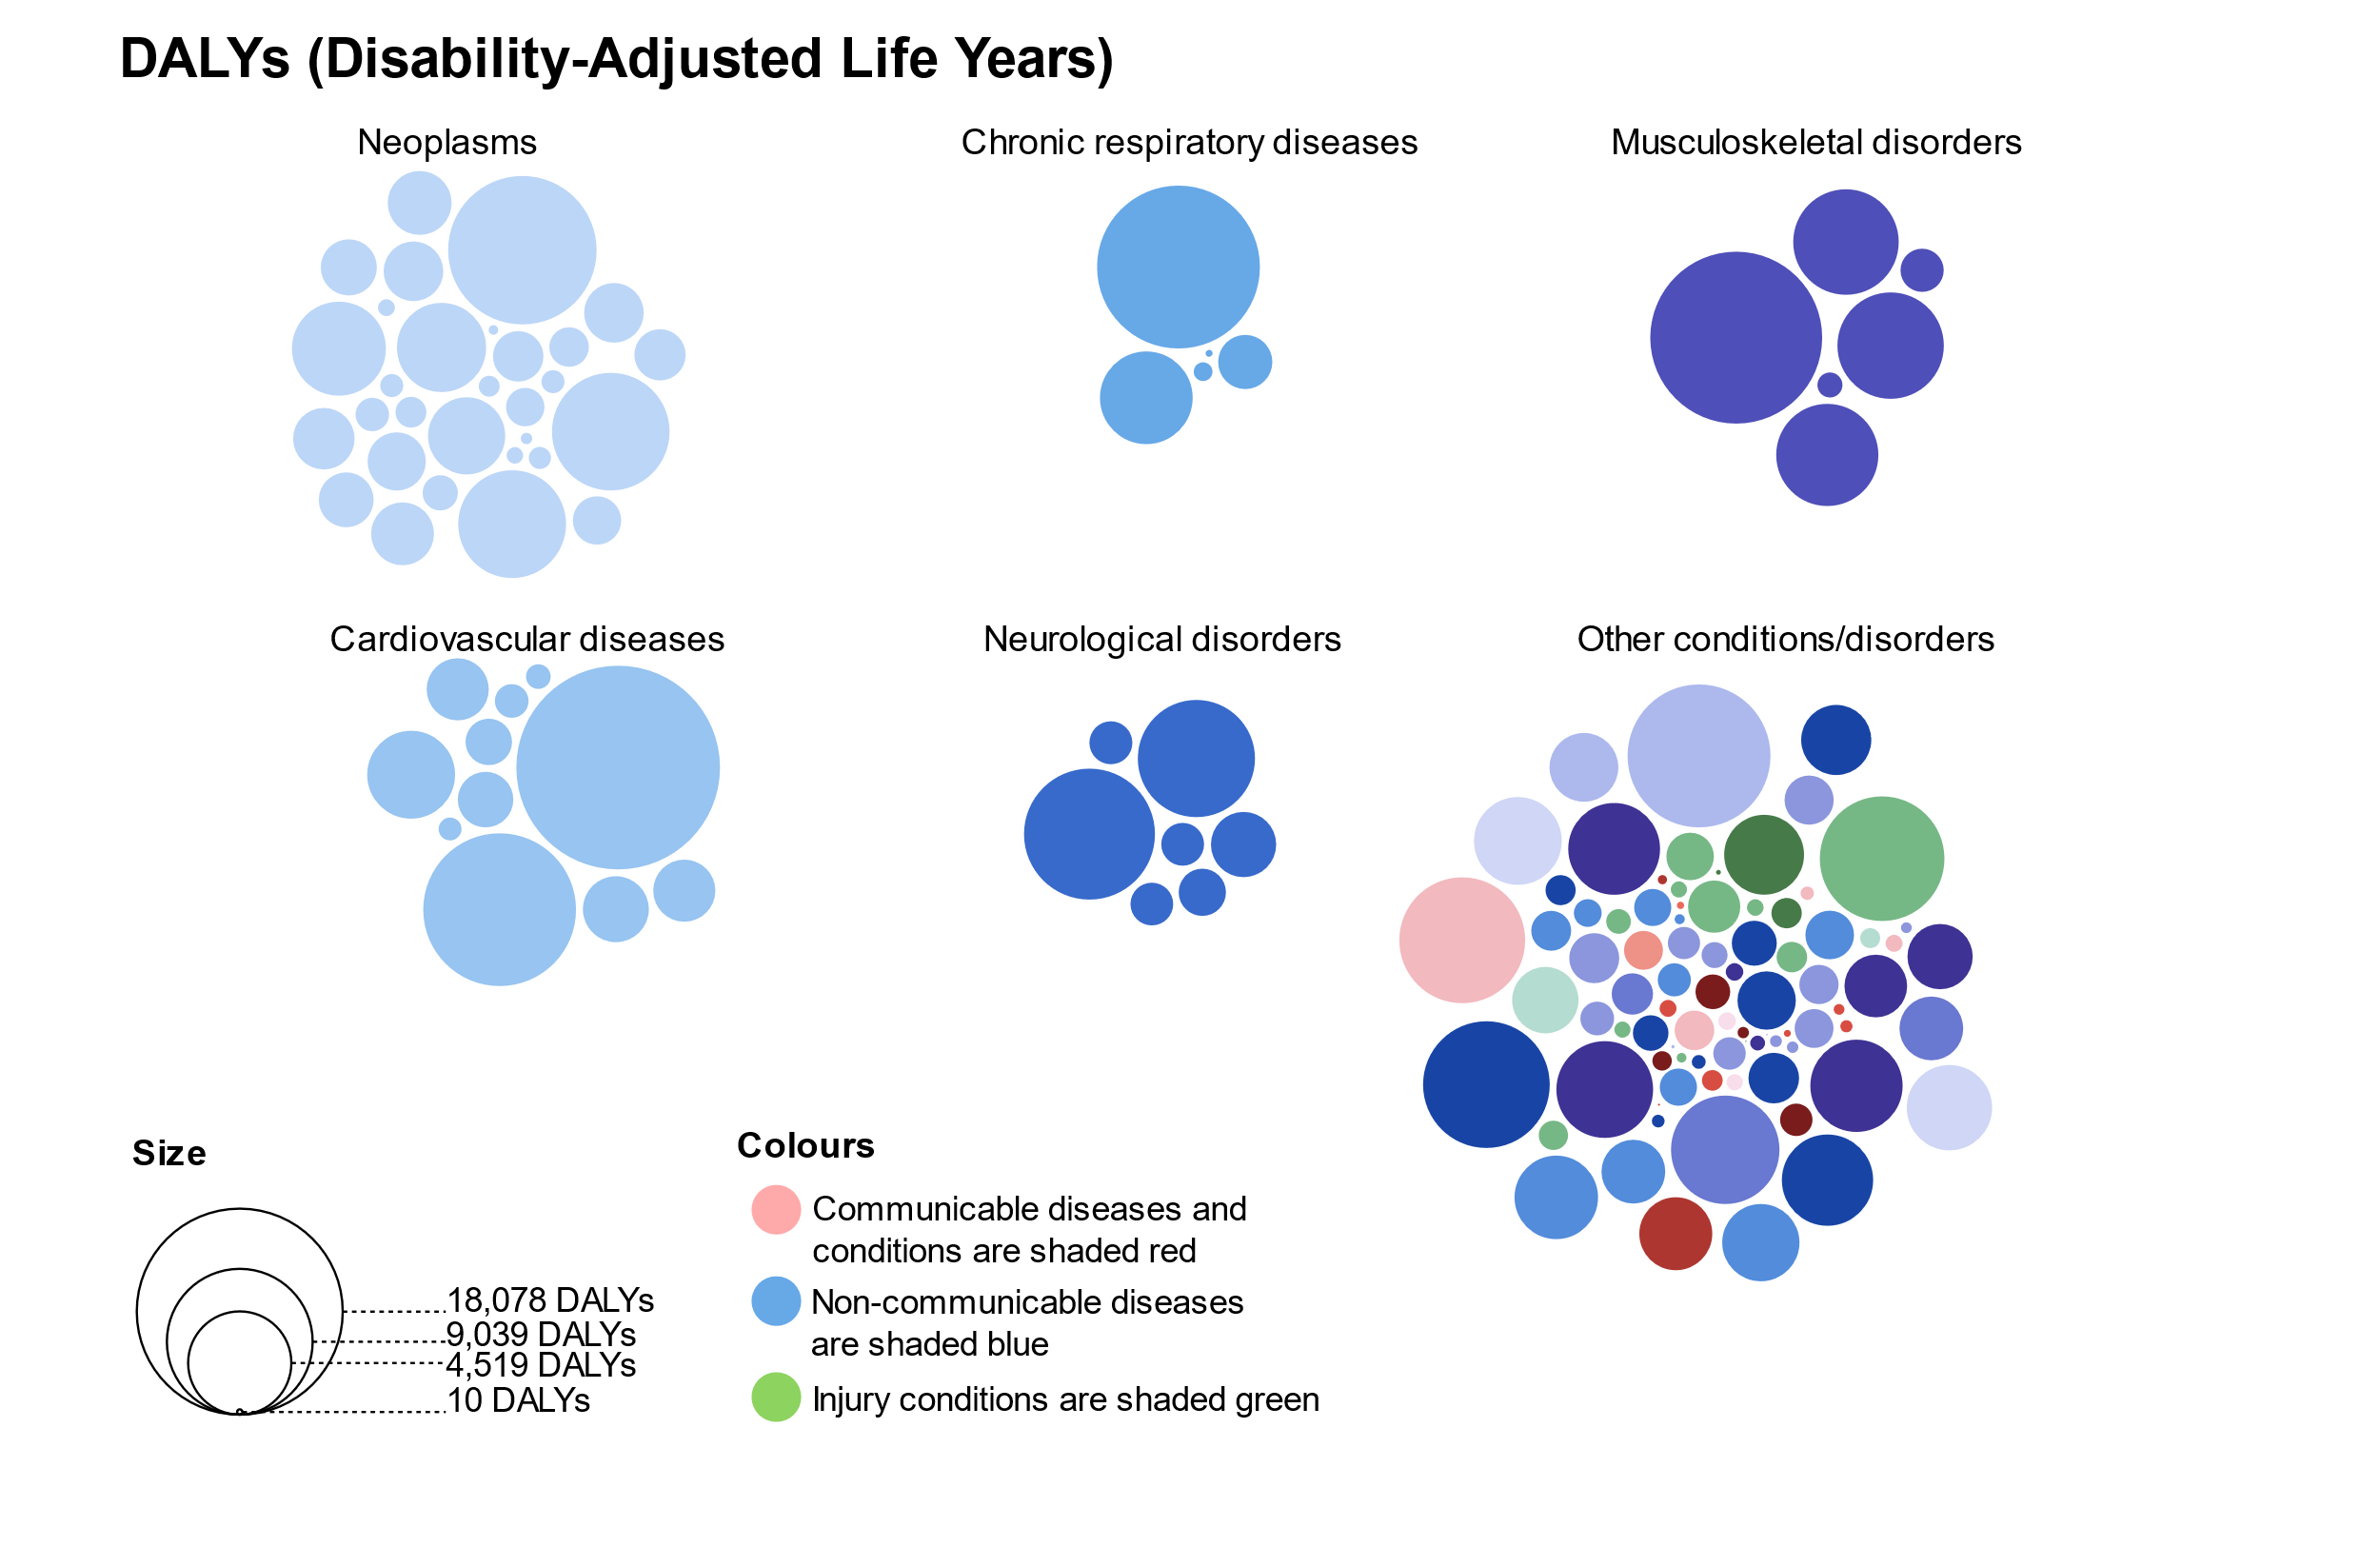 DALYs (Disability-Adjusted Life Years)
Neoplasms
Chronic respiratory diseases
Musculoskeletal disorders
Cardiovascular diseases
Neurological disorders
Other conditions/disorders
Size
18,078 DALYs
9,039 DALYs
4,519 DALYs
10 DALYs
Colours
Communicable diseases and
conditions are shaded red
Non-communicable diseases
are shaded blue
Injury conditions are shaded green